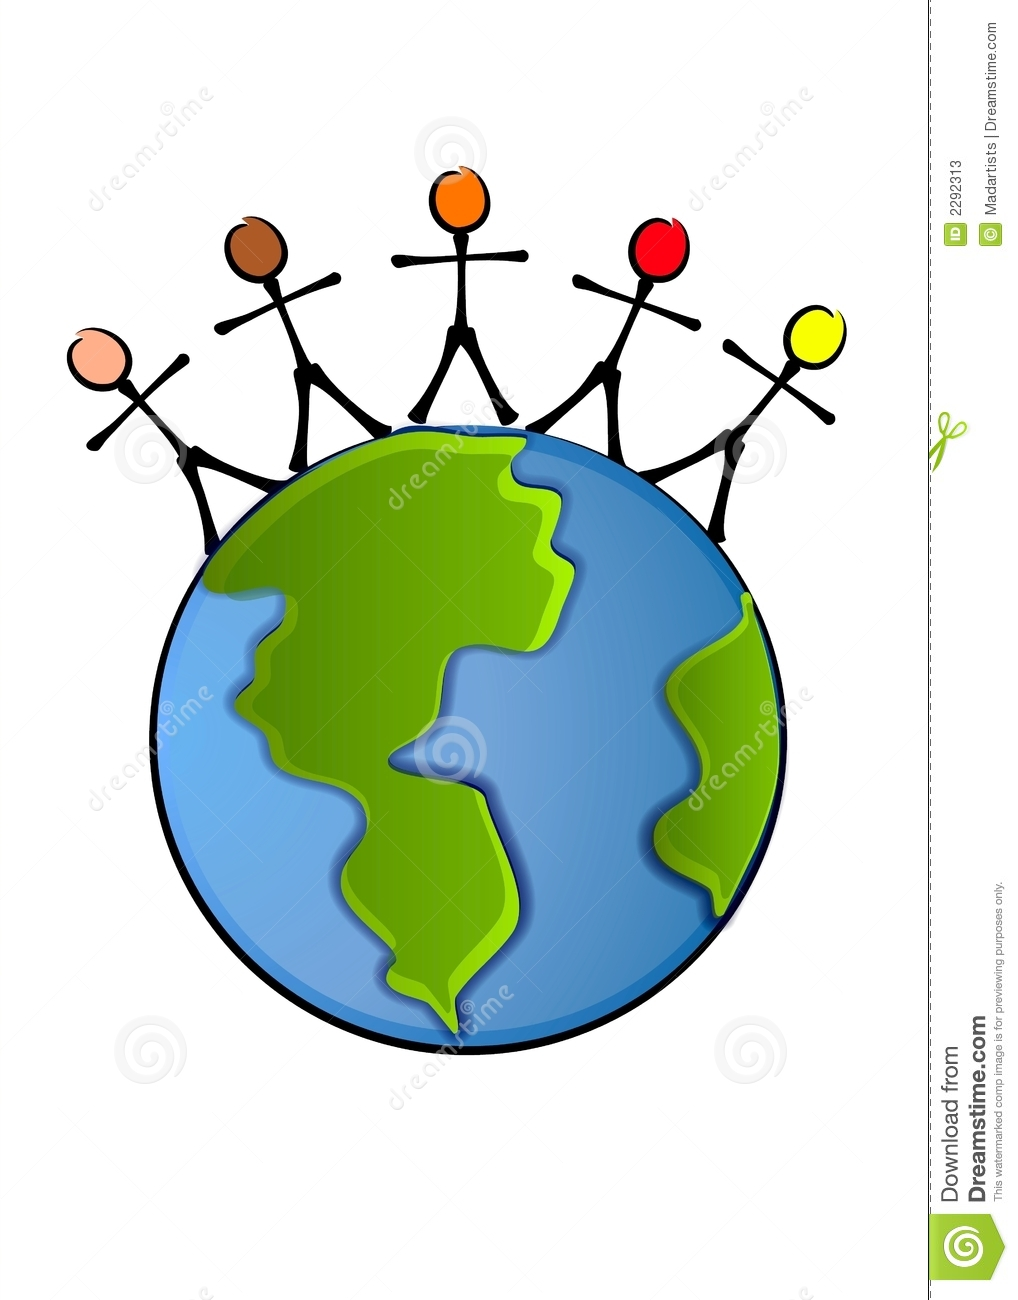 dreamstime
dreamstime
dreamstime
dreamstime
dreamstime
dreamstime
ID 2292313
© Madartists | Dreamstime.com
Download from
Dreamstime.com
This watermarked comp image is for previewing purposes only.